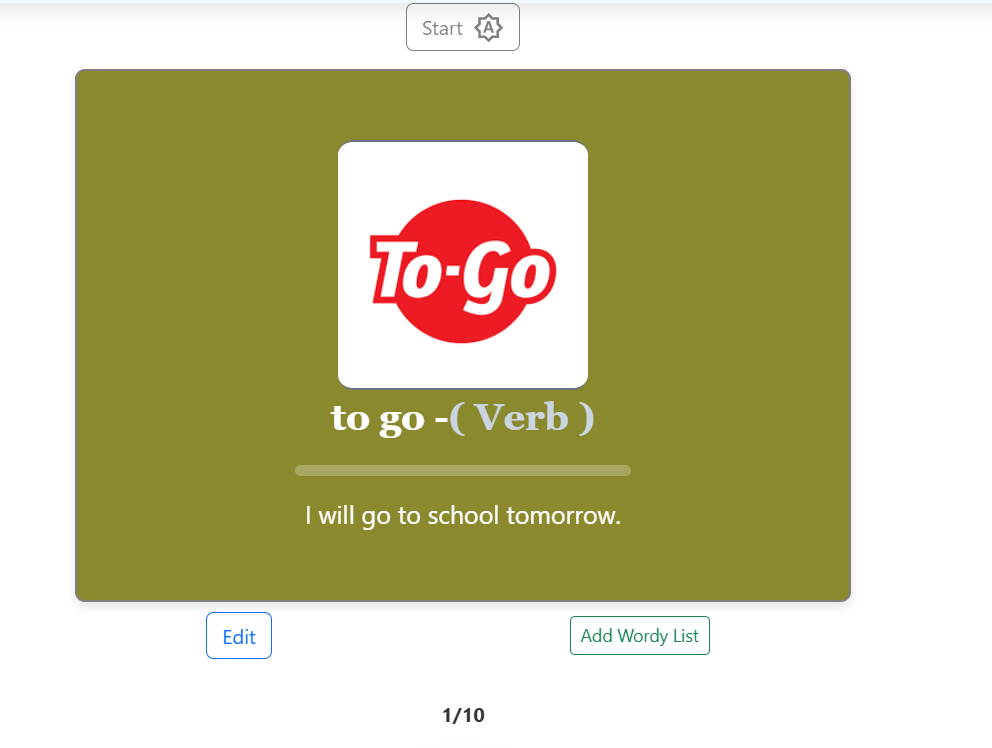 Start A
To-Go
to go -( Verb )
I will go to school tomorrow.
Edit
Add Wordy List
1/10